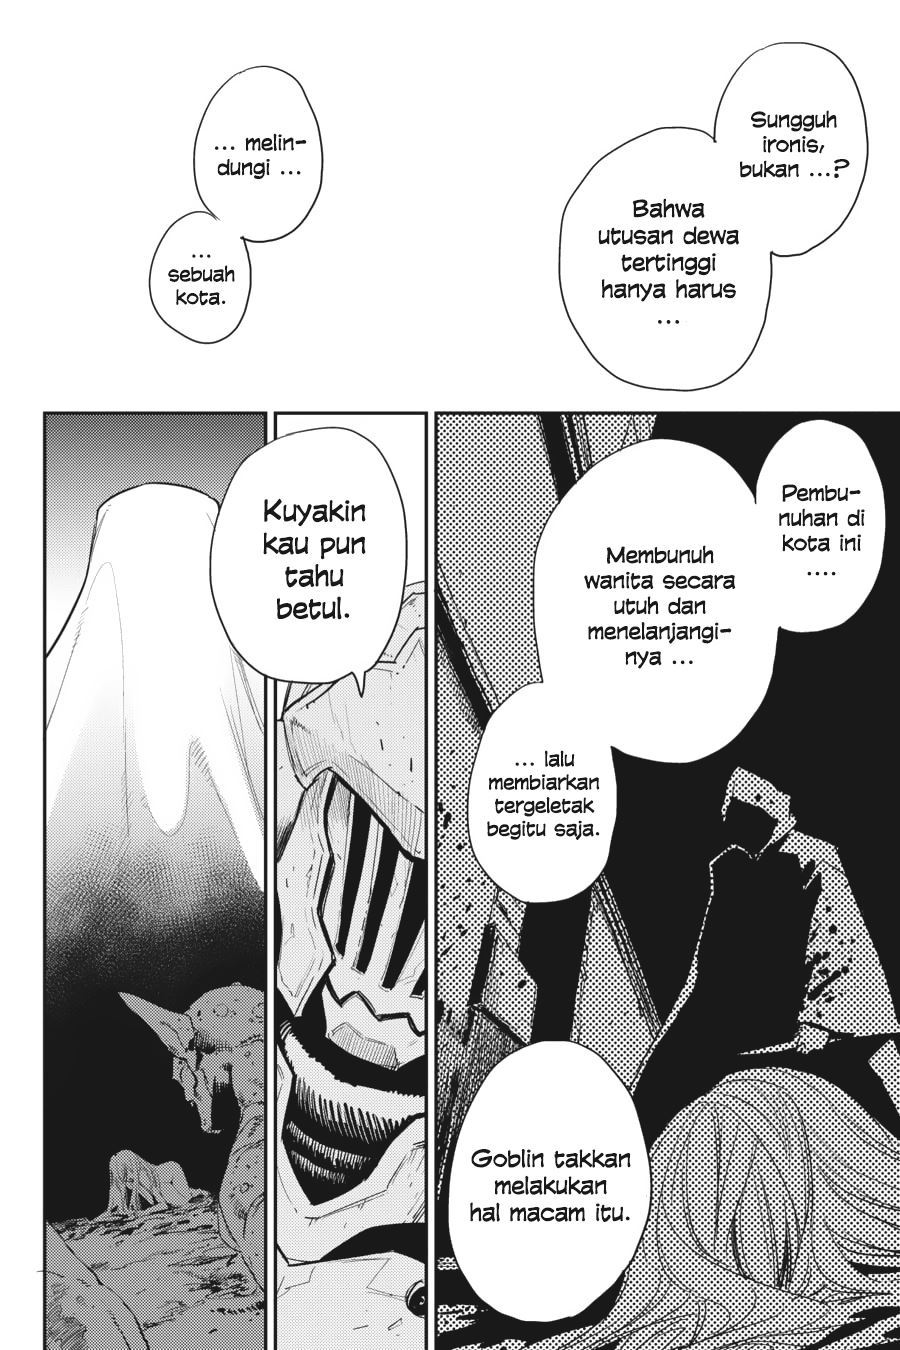 Sungguh
ironis,
bukan ...?
Bahwa
utusan dewa
tertinggi
hanya harus
...
... melin-
dungi ...
...
sebuah
kota.
Pembu-
nuhan di
kota ini
....
Membunuh
wanita secara
utuh dan
menelanjangi-
nya ...
... lalu
membiarkan
tergeletak
begitu saja.
Goblin takkan
melakukan
hal macam itu.
Kuyakin
kau pun
tahu
betul.